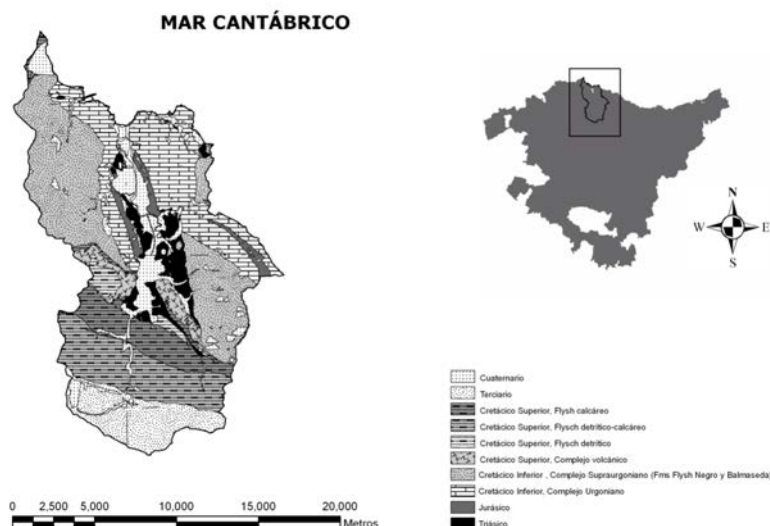 MAR CANTÁBRICO
N
W E
S
Cuaternario
Terciario
Cretácico Superior, Flysh calcáreo
Cretácico Superior, Flysch detrítico-calcáreo
Cretácico Superior, Flysch detrítico
Cretácico Superior, Complejo volcánico
Cretácico Inferior , Complejo Supraurgoniano (Fms Flysh Negro y Balmaseda)
Cretácico Inferior, Complejo Urgoniano
Jurásico
Triásico
0 2,500 5,000 10,000 15,000 20,000
Metros